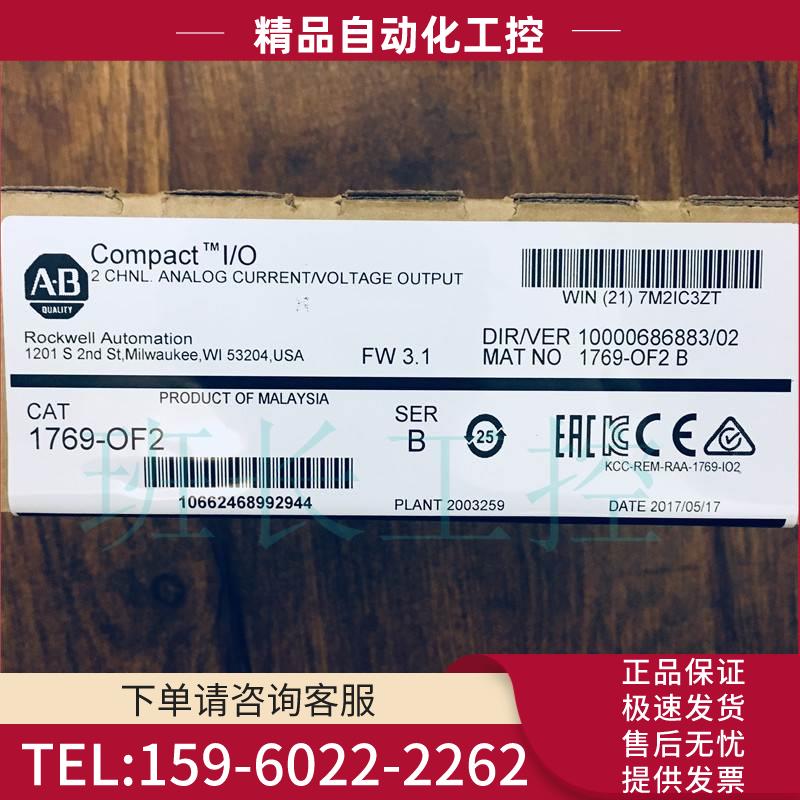 精品自动化工控
Compact™ I/O
2 CHNL. ANALOG CURRENT/VOLTAGE OUTPUT
A·B
QUALITY
WIN (21) 7M2IC3ZT
Rockwell Automation
1201 S 2nd St,Milwaukee,WI 53204,USA
FW 3.1
DIR/VER 10000686883/02
MAT NO 1769-OF2 B
PRODUCT OF MALAYSIA
CAT
1769-OF2
SER
B
25
EAC
KC
CE
KCC-REM-RAA-1769-IO2
10662468992944
PLANT 2003259
DATE 2017/05/17
班长工控
下单请咨询客服
TEL:159-6022-2262
正品保证
极速发货
售后无忧
提供发票